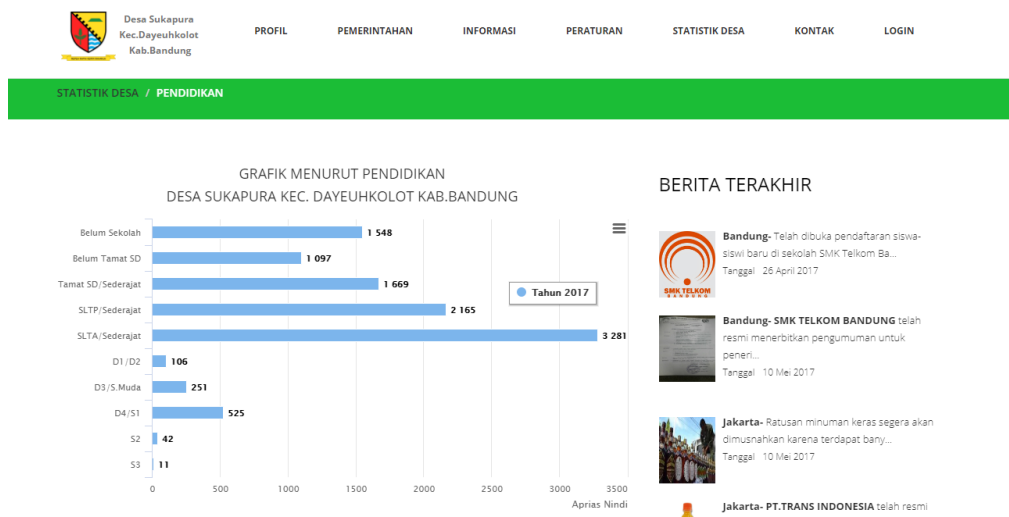 Desa Sukapura
Kec.Dayeuhkolot
Kab.Bandung
PROFIL
PEMERINTAHAN
INFORMASI
PERATURAN
STATISTIK DESA
KONTAK
LOGIN
STATISTIK DESA / PENDIDIKAN
GRAFIK MENURUT PENDIDIKAN
DESA SUKAPURA KEC. DAYEUHKOLOT KAB.BANDUNG
Belum Sekolah 1 548
Belum Tamat SD 1 097
Tamat SD/Sederajat 1 669
Tahun 2017
SLTP/Sederajat 2 165
SLTA/Sederajat 3 281
D1/D2 106
D3/S.Muda 251
D4/S1 525
S2 42
S3 11
0 500 1000 1500 2000 2500 3000 3500
Aprias Nindi
BERITA TERAKHIR
SMK TELKOM
BANDUNG
Bandung- Telah dibuka pendaftaran siswa-
siswi baru di sekolah SMK Telkom Ba...
Tanggal 26 April 2017
Bandung- SMK TELKOM BANDUNG telah
resmi menerbitkan pengumuman untuk
peneri...
Tanggal 10 Mei 2017
Jakarta- Ratusan minuman keras segera akan
dimusnahkan karena terdapat bany...
Tanggal 10 Mei 2017
Jakarta- PT.TRANS INDONESIA telah resmi